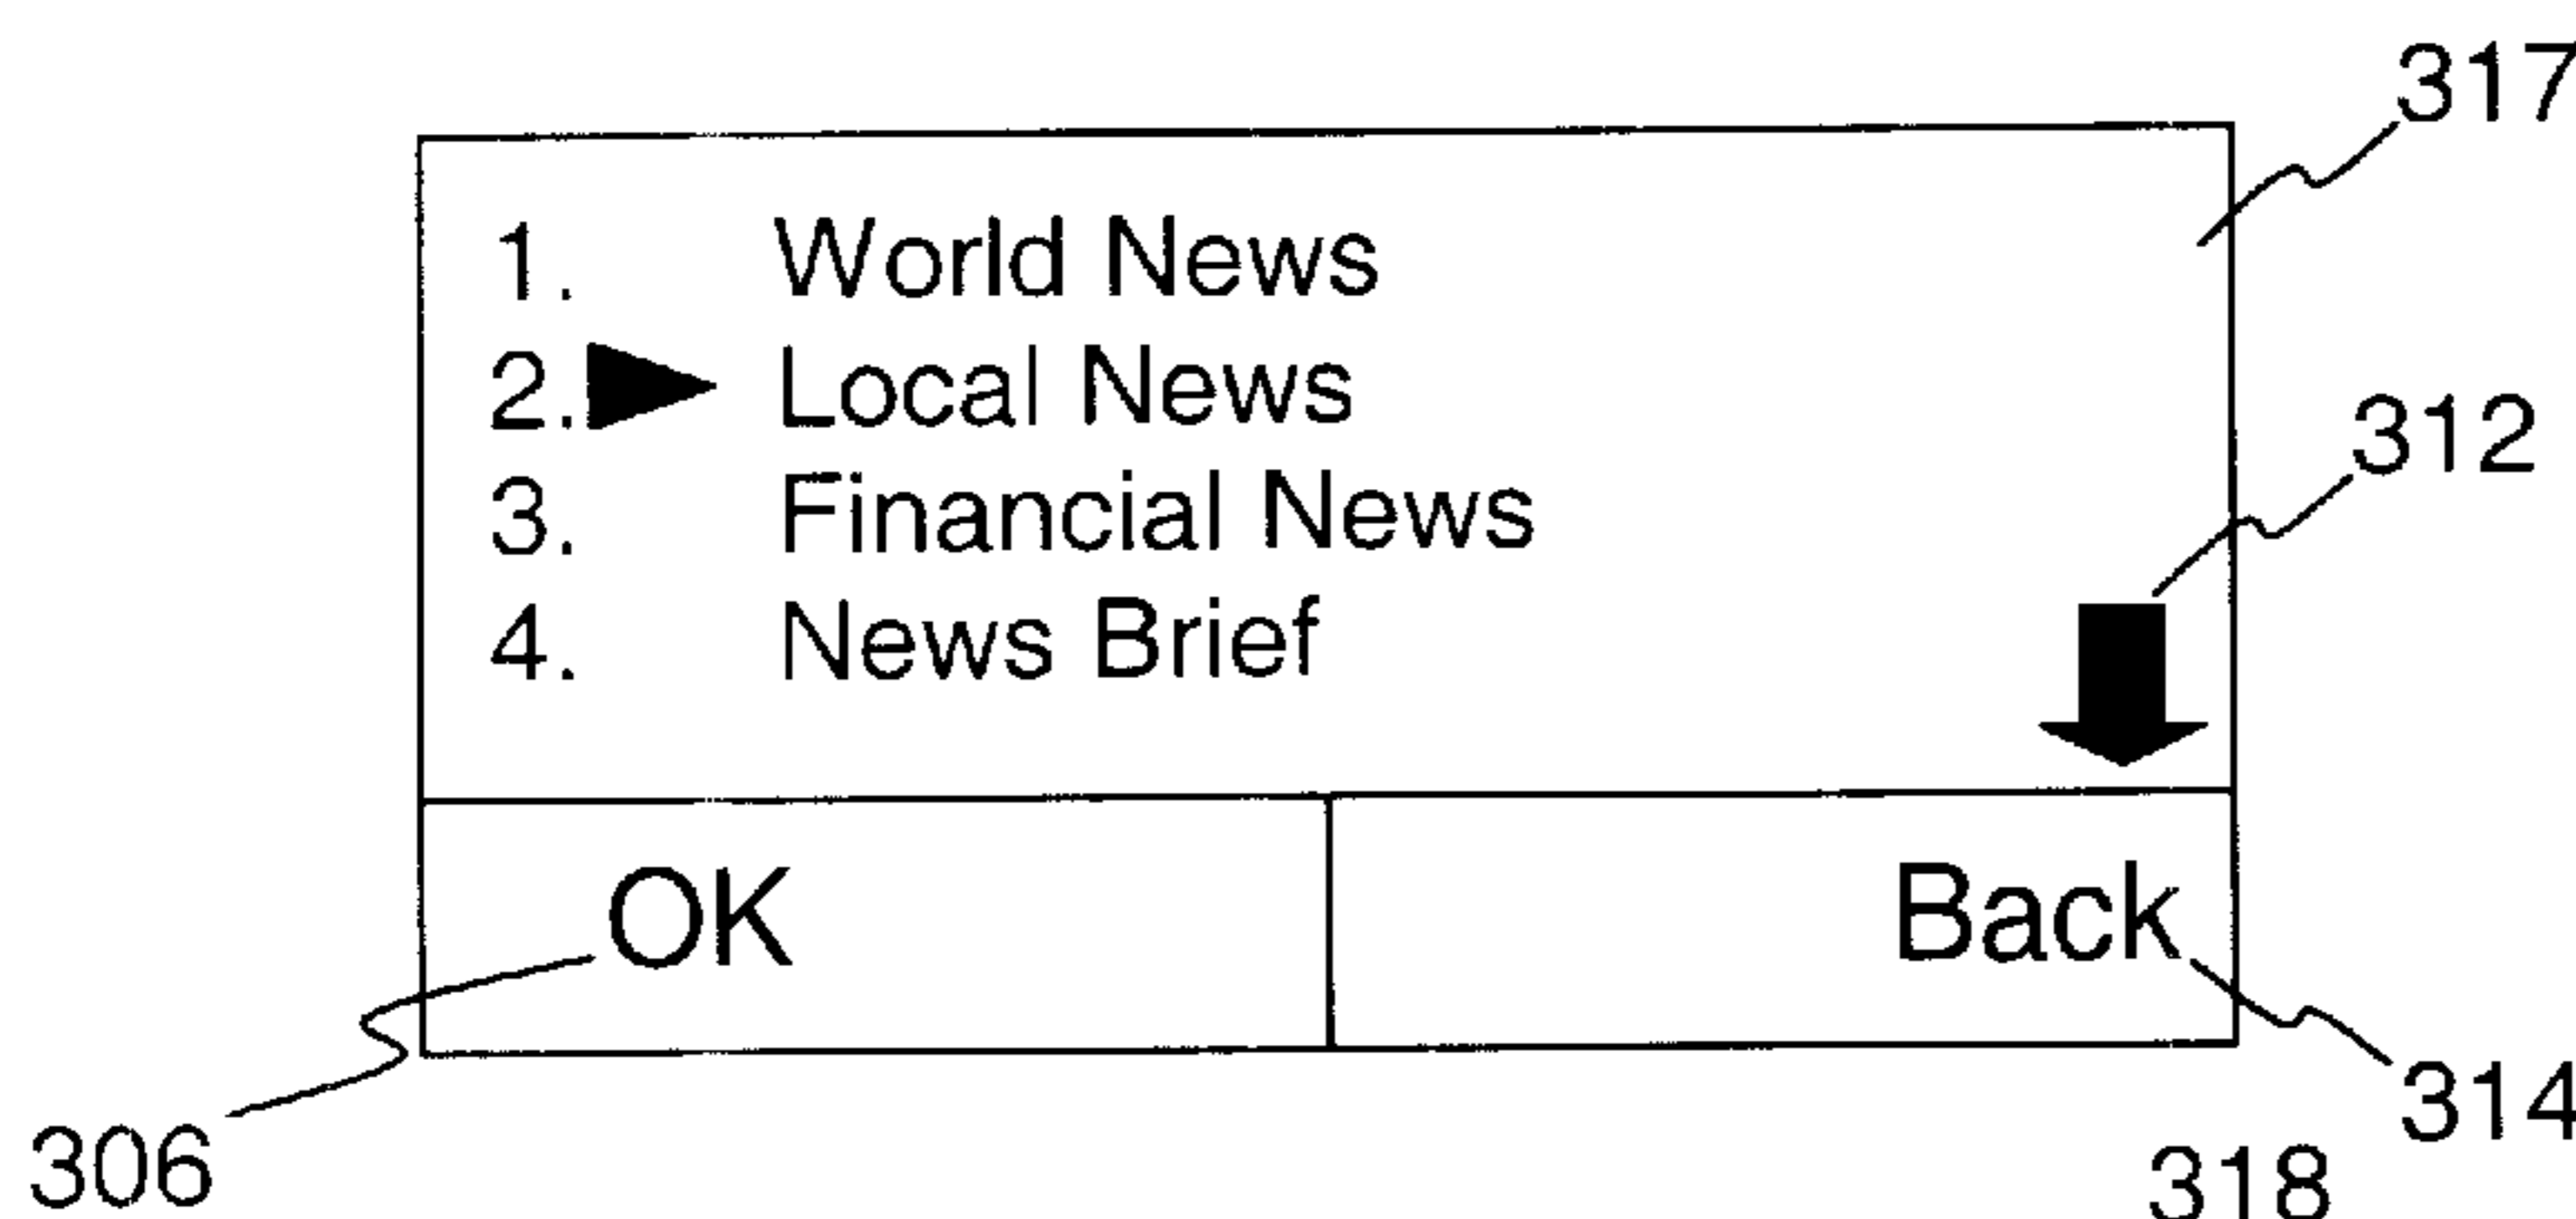 317
1. World News
2. Local News
312
3. Financial News
4. News Brief
OK Back
314
306
318